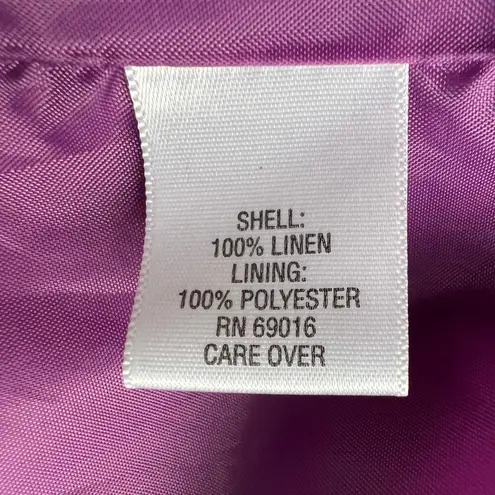 SHELL:
100% LINEN
LINING:
100% POLYESTER
RN 69016
CARE OVER